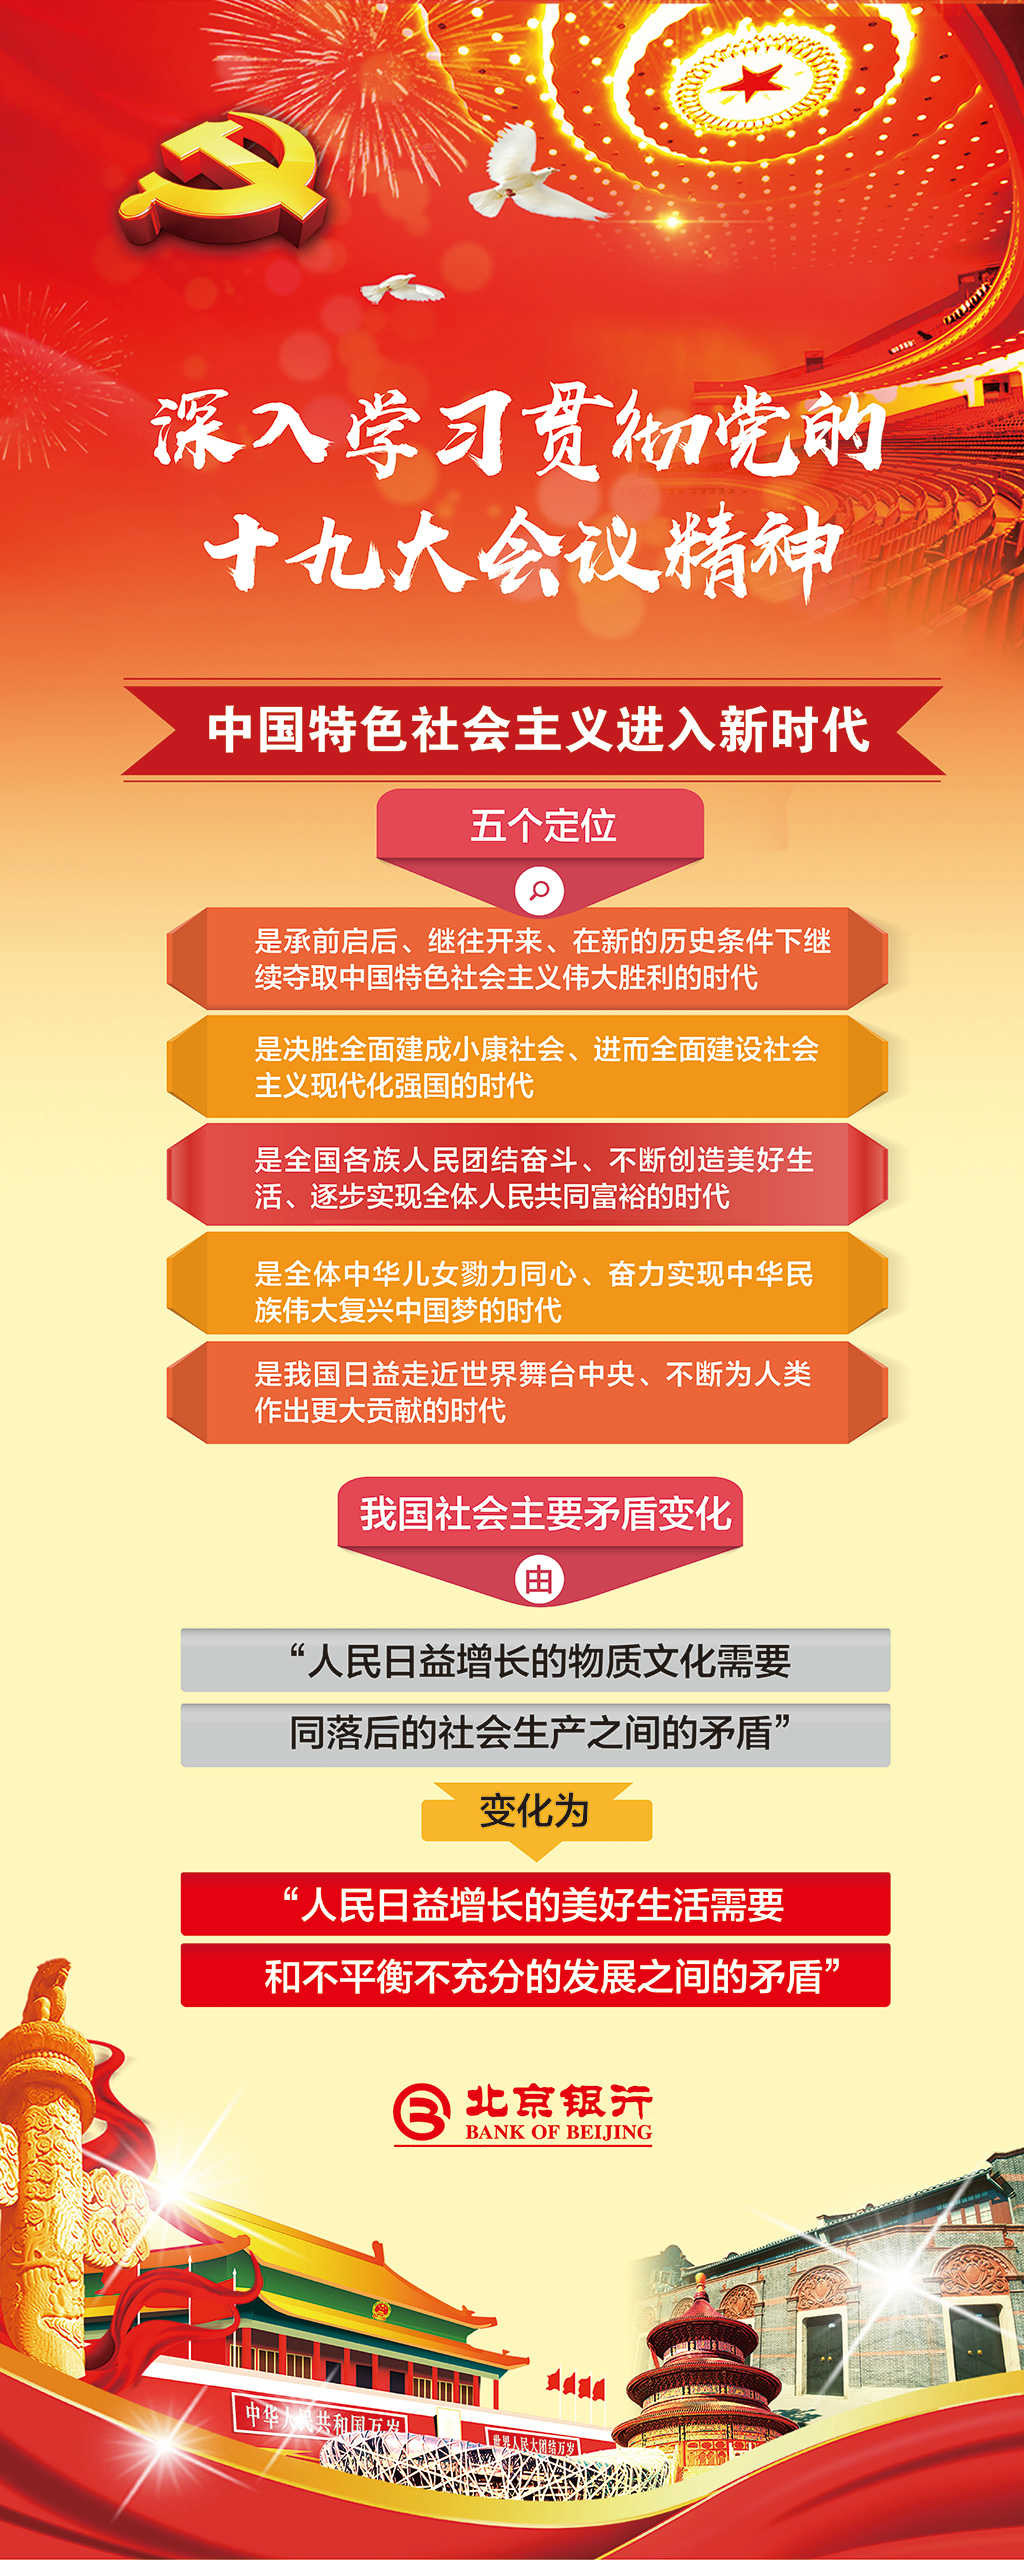 深入学习贯彻党的
十九大会议精神
中国特色社会主义进入新时代
五个定位
是承前启后、继往开来、在新的历史条件下继
续夺取中国特色社会主义伟大胜利的时代
是决胜全面建成小康社会、进而全面建设社会
主义现代化强国的时代
是全国各族人民团结奋斗、不断创造美好生
活、逐步实现全体人民共同富裕的时代
是全体中华儿女勠力同心、奋力实现中华民
族伟大复兴中国梦的时代
是我国日益走近世界舞台中央、不断为人类
作出更大贡献的时代
我国社会主要矛盾变化
由
“人民日益增长的物质文化需要
同落后的社会生产之间的矛盾”
变化为
“人民日益增长的美好生活需要
和不平衡不充分的发展之间的矛盾”
北京银行
BANK OF BEIJING
中华人民共和国万岁
世界人民大团结万岁